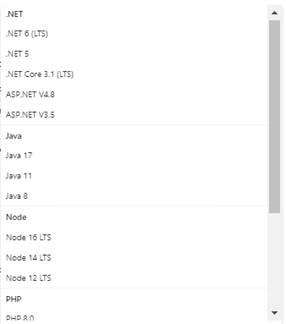 .NET
.NET 6 (LTS)
.NET 5
.NET Core 3.1 (LTS)
ASP.NET V4.8
ASP.NET V3.5
Java
Java 17
Java 11
Java 8
Node
Node 16 LTS
Node 14 LTS
Node 12 LTS
PHP
PHP 8.0